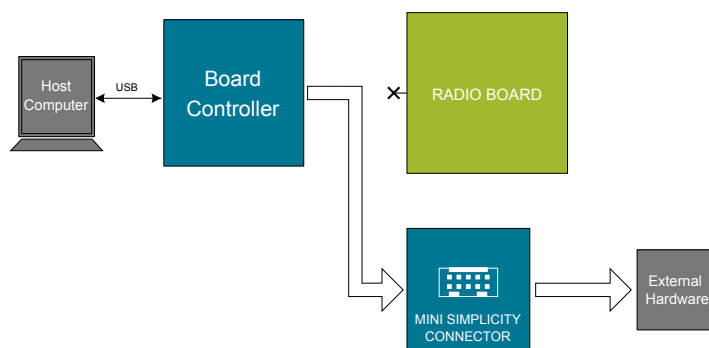 Host
Computer
USB
Board
Controller
RADIO BOARD
MINI SIMPLICITY
CONNECTOR
External
Hardware